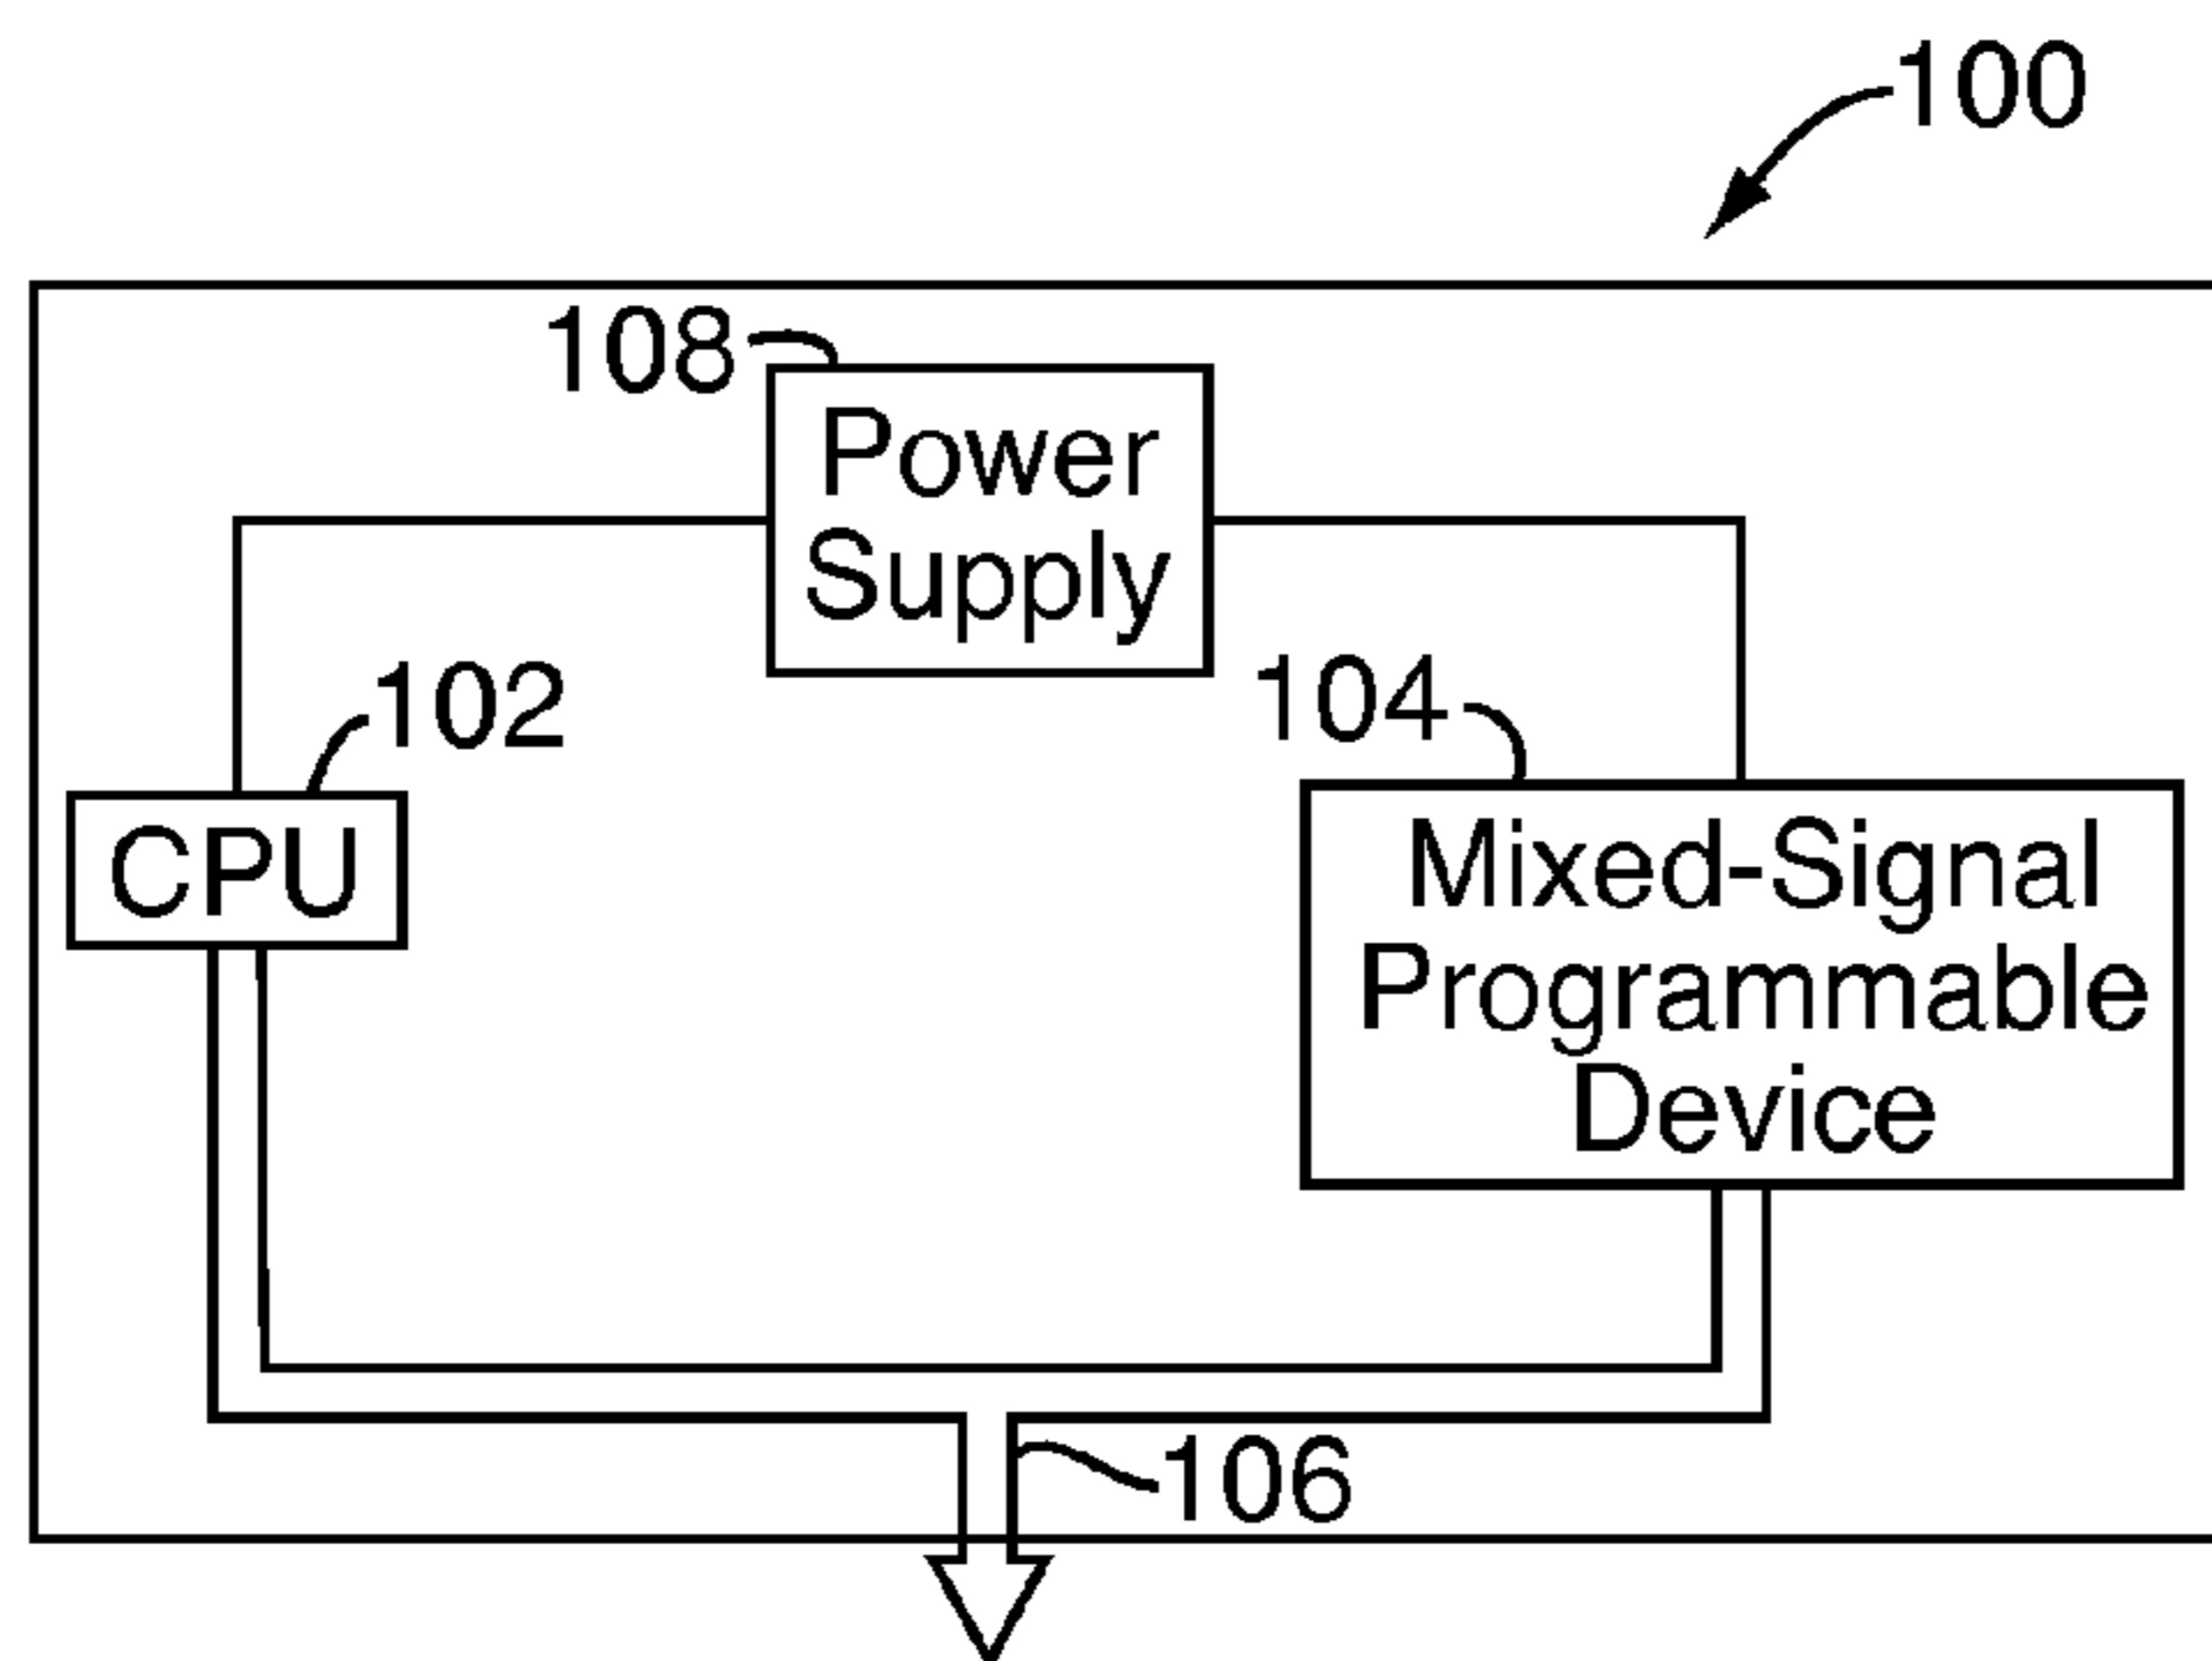 100
108
Power
Supply
102
104
CPU
Mixed-Signal
Programmable
Device
106